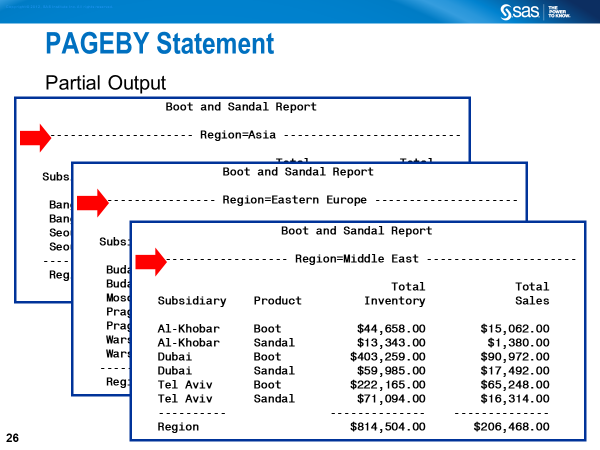 sas THE POWER TO KNOW.
PAGEBY Statement
Partial Output
Boot and Sandal Report
--------------------- Region=Asia --------------------------
Total Total
Subs
Ban
Ban
Seo
Seo
Reg
Boot and Sandal Report
---------------- Region=Eastern Europe ---------------------
Subsi
Buda
Buda
Mosc
Prag
Prag
Wars
Wars
-----
Regi
Boot and Sandal Report
------------------ Region=Middle East ----------------------
Total Total
Subsidiary Product Inventory Sales
Al-Khobar Boot $44,658.00 $15,062.00
Al-Khobar Sandal $13,343.00 $1,380.00
Dubai Boot $403,259.00 $90,972.00
Dubai Sandal $59,985.00 $17,492.00
Tel Aviv Boot $222,165.00 $65,248.00
Tel Aviv Sandal $71,094.00 $16,314.00
---------- -------------- --------------
Region $814,504.00 $206,468.00
26